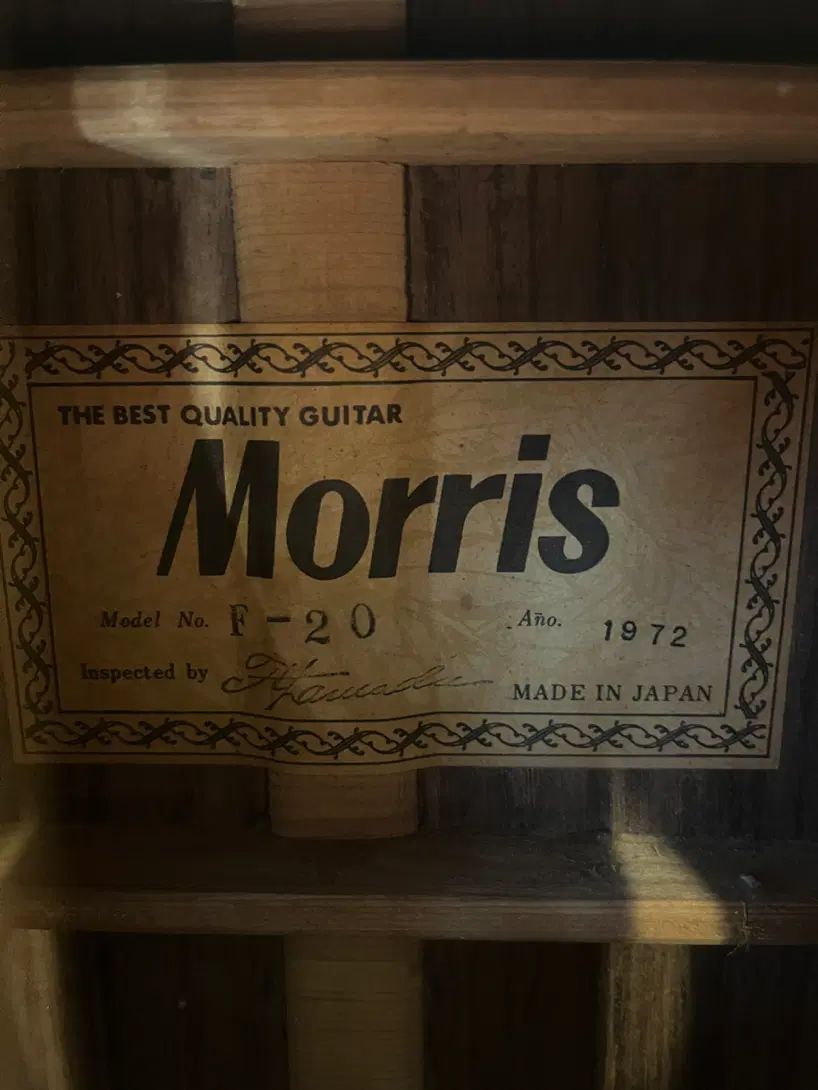 THE BEST QUALITY GUITAR
Morris
Model No. F-20
Año. 1972
Inspected by
MADE IN JAPAN